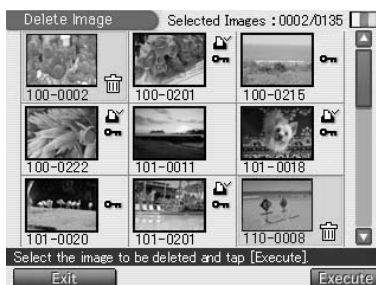 Delete Image Selected Images : 0002/0135
100-0002 100-0201 100-0215
100-0222 101-0011 101-0018
101-0020 101-0201 110-0008
Select the image to be deleted and tap [Execute].
Exit Execute